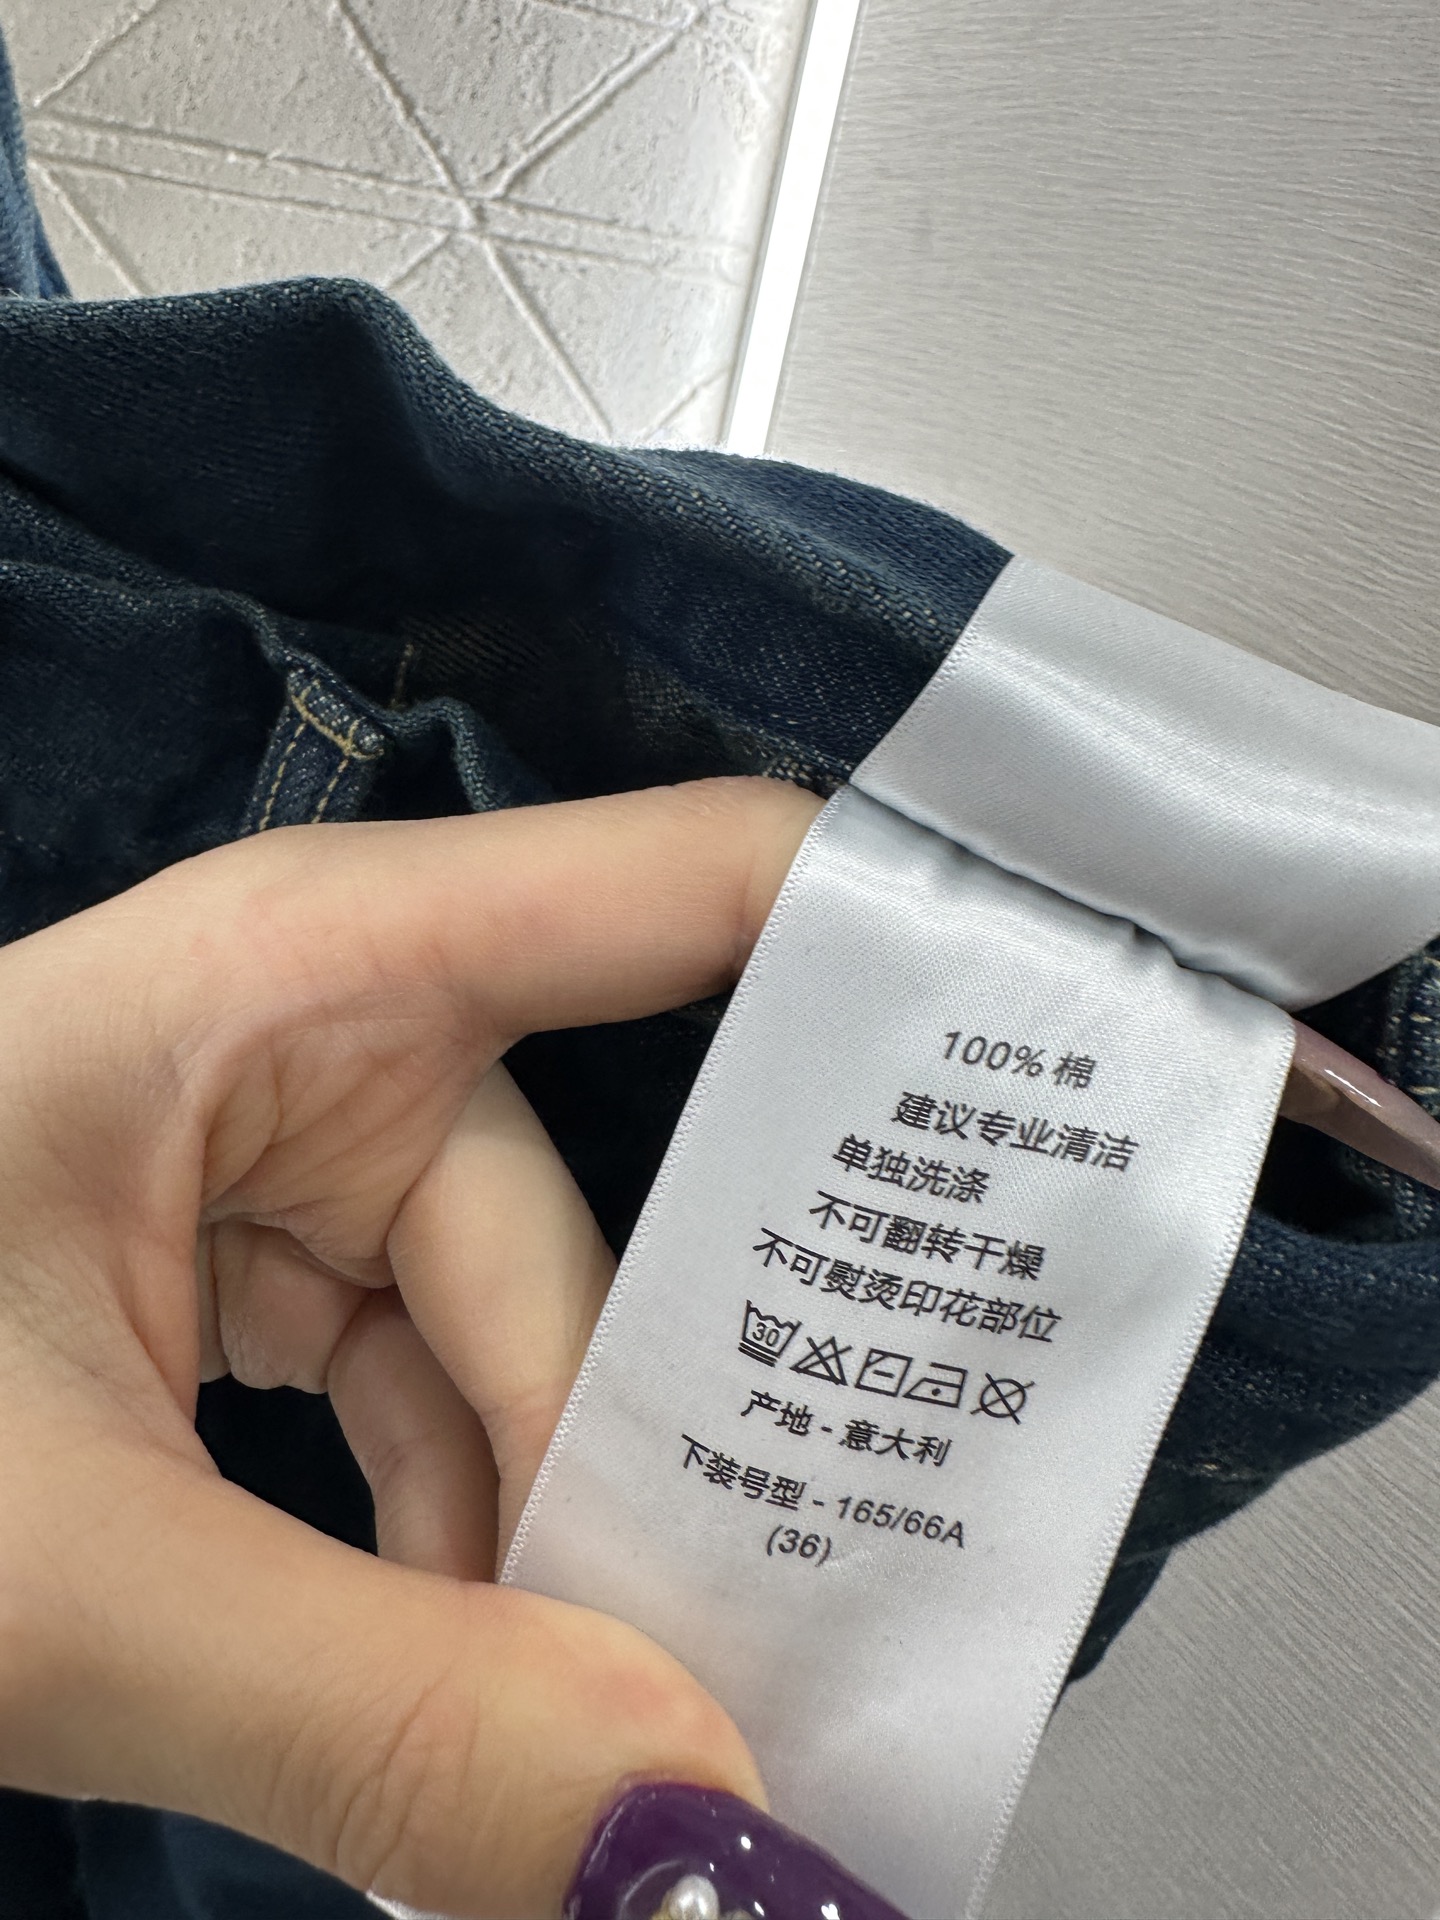 100% 棉
建议专业清洁
单独洗涤
不可翻转干燥
不可熨烫印花部位
30
产地 - 意大利
下装号型 - 165/66A
(36)